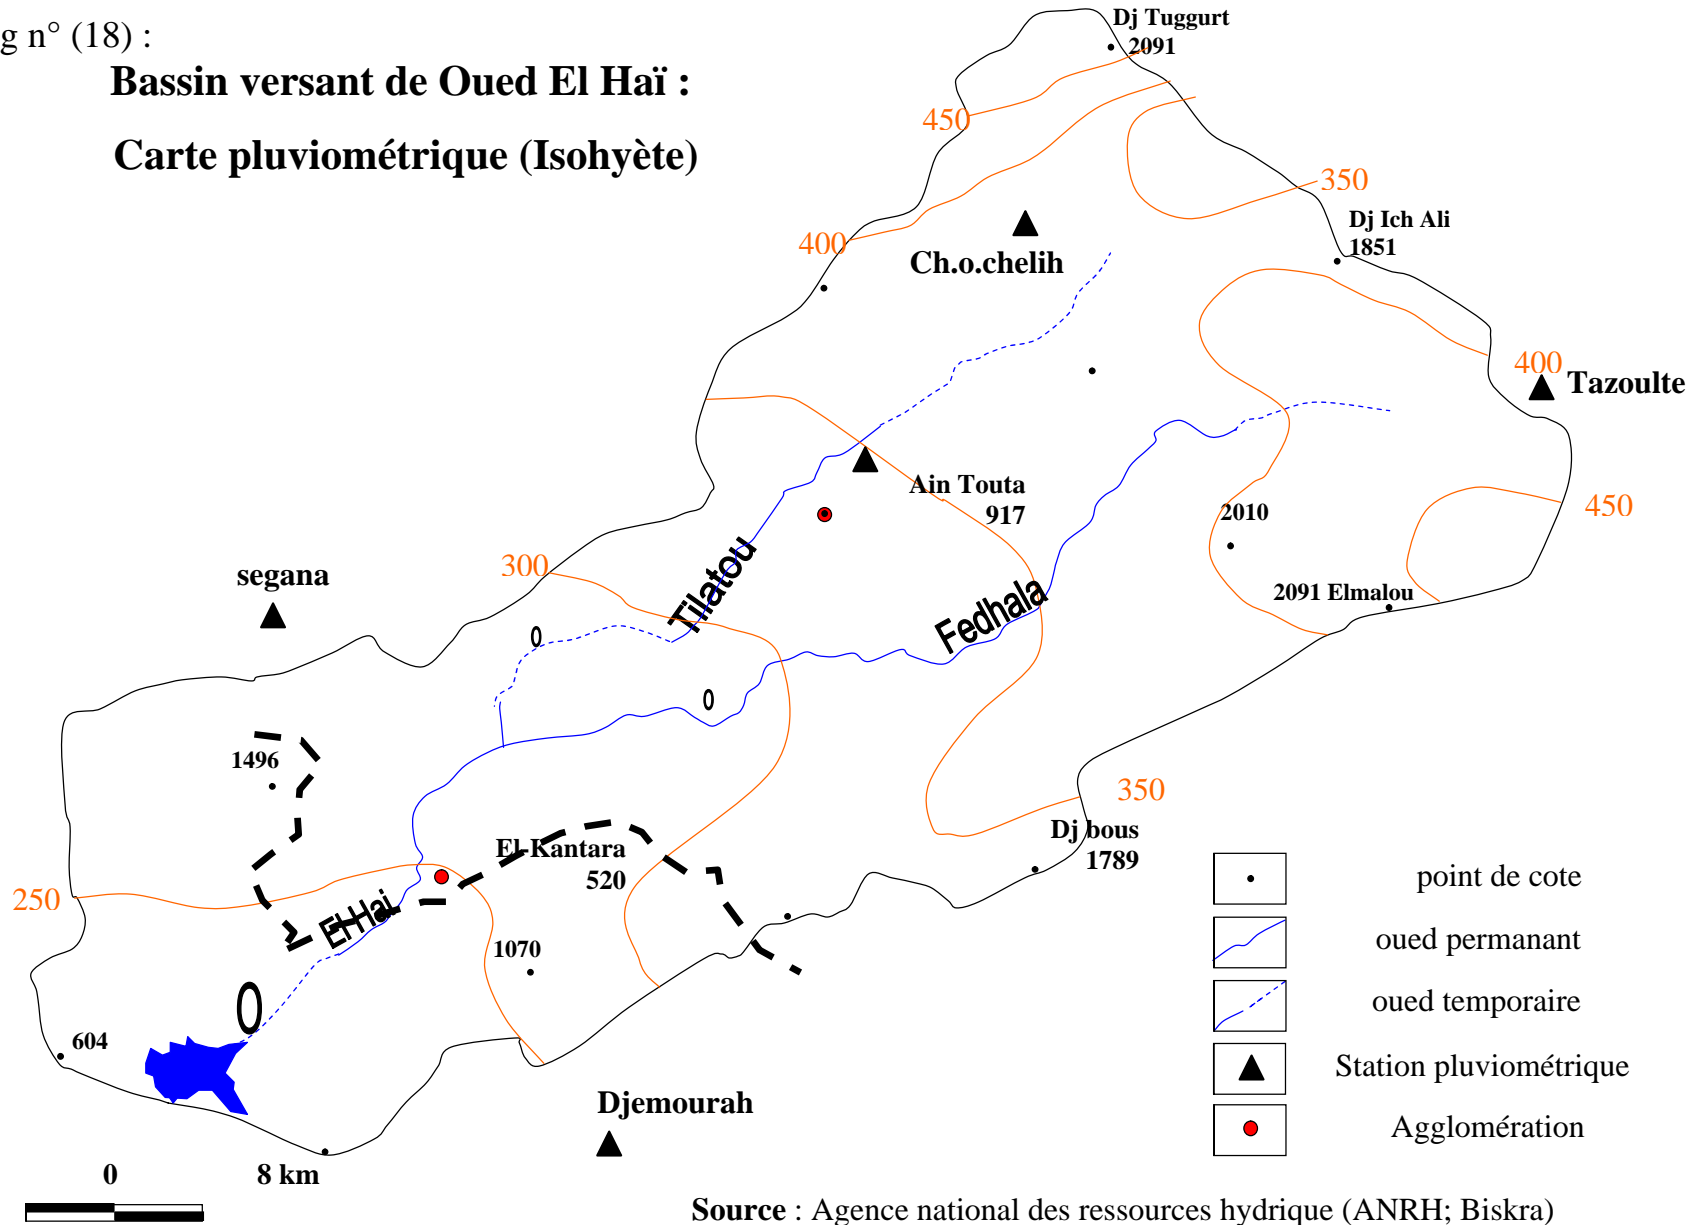 g n° (18) :
Bassin versant de Oued El Haï :
Carte pluviométrique (Isohyète)
Dj Tuggurt
2091
450
350
Dj Ich Ali
1851
400
Ch.o.chelih
400
Tazoulte
Ain Touta
917
2010
450
300
segana
Tilatou
Fedhala
2091 Elmalou
0
0
1496
350
Dj bous
1789
El-Kantara
520
250
El Hai
1070
0
604
Djemourah
0 8 km
point de cote
oued permanant
oued temporaire
Station pluviométrique
Agglomération
Source : Agence national des ressources hydrique (ANRH; Biskra)